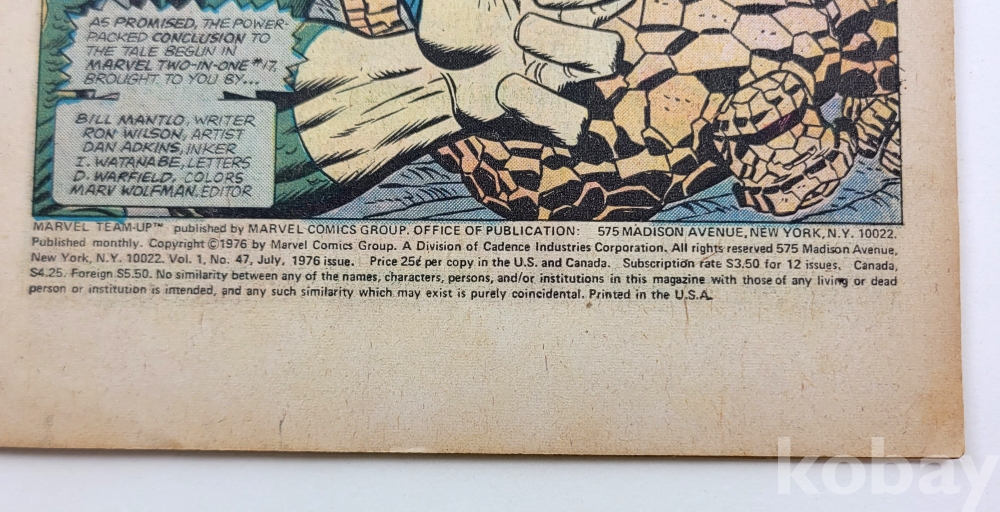 AS PROMISED, THE POWER-
PACKED CONCLUSION TO
THE TALE BEGUN IN
MARVEL TWO-IN-ONE #17,
BROUGHT TO YOU BY...
BILL MANTLO, WRITER
RON WILSON, ARTIST
DAN ADKINS, INKER
I. WATANABE, LETTERS
D. WARFIELD, COLORS
MARV WOLFMAN, EDITOR
MARVEL TEAM-UP™ published by MARVEL COMICS GROUP. OFFICE OF PUBLICATION: 575 MADISON AVENUE, NEW YORK, N.Y. 10022.
Published monthly. Copyright ©1976 by Marvel Comics Group. A Division of Cadence Industries Corporation. All rights reserved 575 Madison Avenue,
New York, N.Y. 10022. Vol. 1, No. 47, July, 1976 issue. Price 25¢ per copy in the U.S. and Canada. Subscription rate $3.50 for 12 issues. Canada,
$4.25. Foreign $5.50. No similarity between any of the names, characters, persons, and/or institutions in this magazine with those of any living or dead
person or institution is intended, and any such similarity which may exist is purely coincidental. Printed in the U.S.A.
kobay